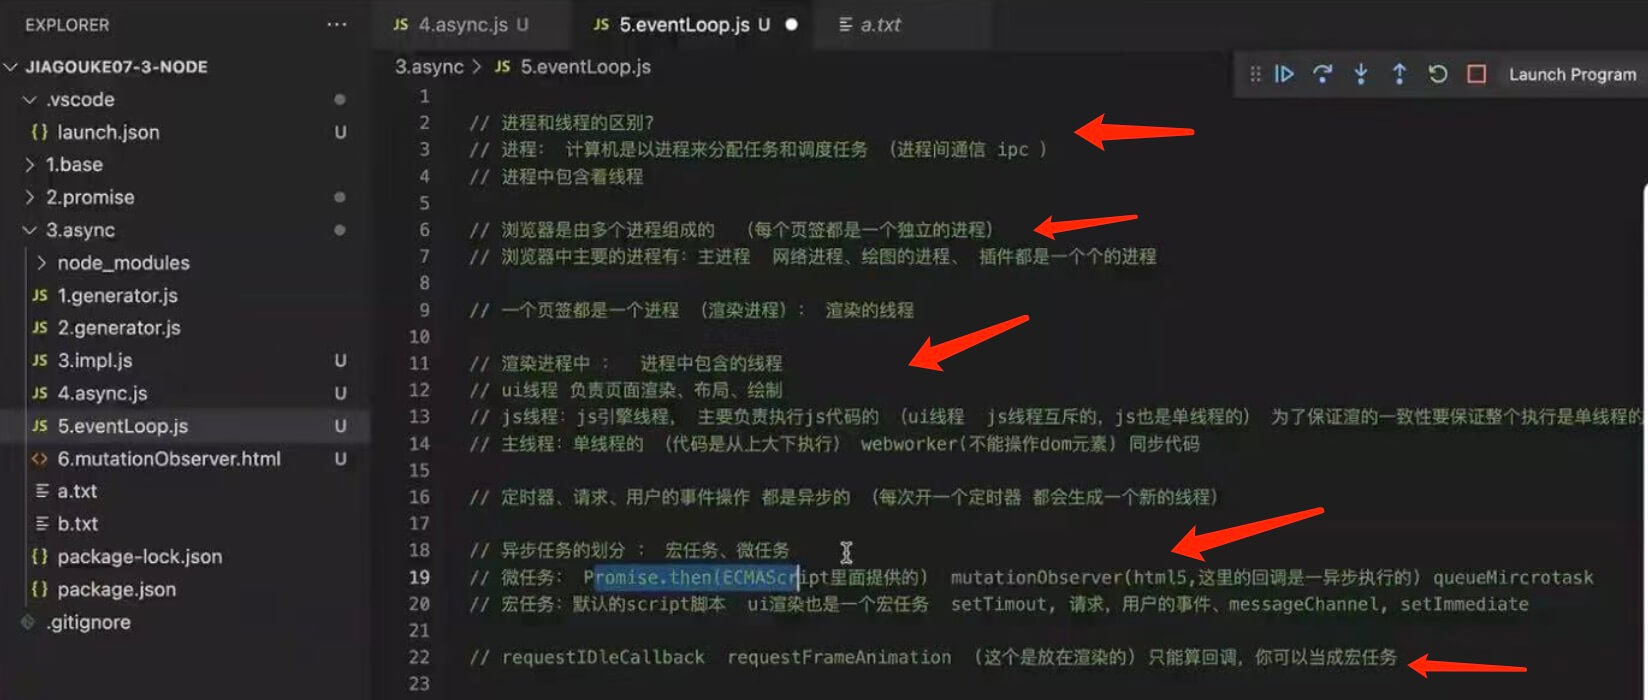 EXPLORER
JIAGOUKE07-3-NODE
.vscode
{} launch.json U
1.base
2.promise
3.async
node_modules
JS 1.generator.js
JS 2.generator.js
JS 3.impl.js U
JS 4.async.js U
JS 5.eventLoop.js U
<> 6.mutationObserver.html U
a.txt
b.txt
{} package-lock.json
{} package.json
.gitignore
JS 4.async.js U
JS 5.eventLoop.js U
a.txt
3.async > JS 5.eventLoop.js
Launch Program
1
2 // 进程和线程的区别?
3 // 进程： 计算机是以进程来分配任务和调度任务 （进程间通信 ipc ）
4 // 进程中包含着线程
5
6 // 浏览器是由多个进程组成的 （每个页签都是一个独立的进程）
7 // 浏览器中主要的进程有：主进程 网络进程、绘图的进程、 插件都是一个个的进程
8
9 // 一个页签都是一个进程 （渲染进程）： 渲染的线程
10
11 // 渲染进程中 ： 进程中包含的线程
12 // ui线程 负责页面渲染、布局、绘制
13 // js线程：js引擎线程， 主要负责执行js代码的 （ui线程 js线程互斥的，js也是单线程的） 为了保证渲的一致性要保证整个执行是单线程的
14 // 主线程：单线程的 （代码是从上大下执行） webworker(不能操作dom元素）同步代码
15
16 // 定时器、请求、用户的事件操作 都是异步的 （每次开一个定时器 都会生成一个新的线程）
17
18 // 异步任务的划分 ： 宏任务、微任务
19 // 微任务： Promise.then(ECMAScript里面提供的） mutationObserver(html5,这里的回调是一异步执行的) queueMircrotask
20 // 宏任务：默认的script脚本 ui渲染也是一个宏任务 setTimout, 请求，用户的事件、messageChannel, setImmediate
21
22 // requestIDleCallback requestFrameAnimation （这个是放在渲染的）只能算回调，你可以当成宏任务
23